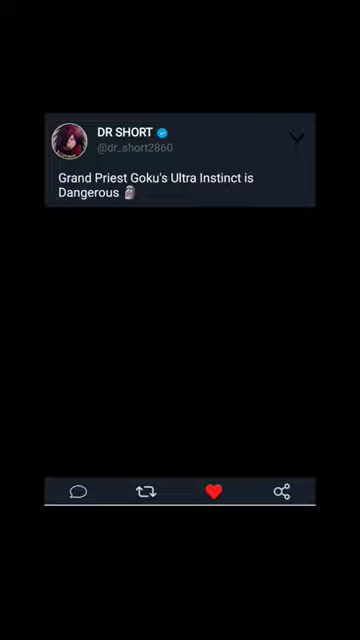 DR SHORT
@dr_short2860
Grand Priest Goku's Ultra Instinct is
Dangerous 🗿